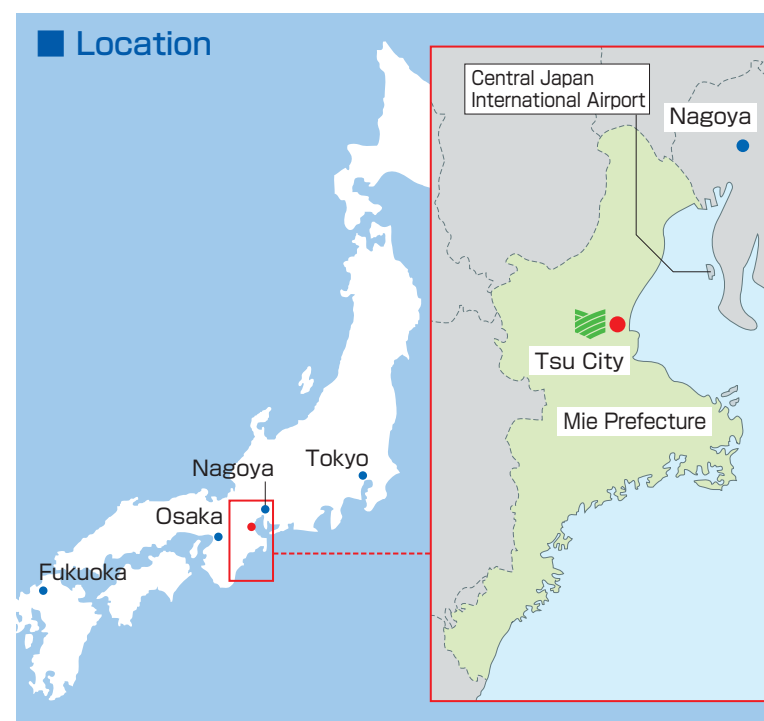 ■ Location
Central Japan
International Airport
Nagoya
Tsu City
Mie Prefecture
Tokyo
Nagoya
Osaka
Fukuoka